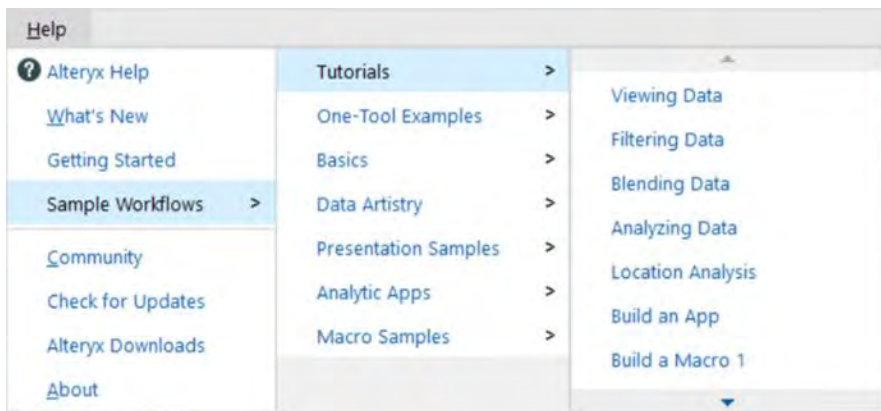 Help
Alteryx Help
What's New
Getting Started
Sample Workflows >
Community
Check for Updates
Alteryx Downloads
About
Tutorials >
One-Tool Examples >
Basics >
Data Artistry >
Presentation Samples >
Analytic Apps >
Macro Samples >
Viewing Data
Filtering Data
Blending Data
Analyzing Data
Location Analysis
Build an App
Build a Macro 1